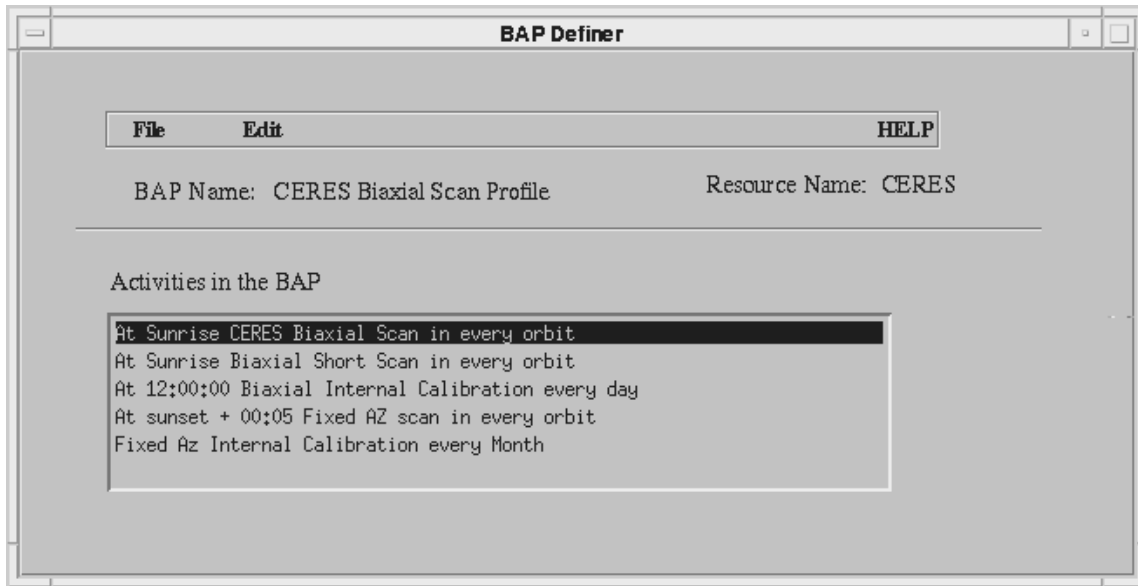 BAP Definer
File Edit HELP
BAP Name: CERES Biaxial Scan Profile Resource Name: CERES
Activities in the BAP
At Sunrise CERES Biaxial Scan in every orbit
At Sunrise Biaxial Short Scan in every orbit
At 12:00:00 Biaxial Internal Calibration every day
At sunset + 00:05 Fixed AZ scan in every orbit
Fixed Az Internal Calibration every Month